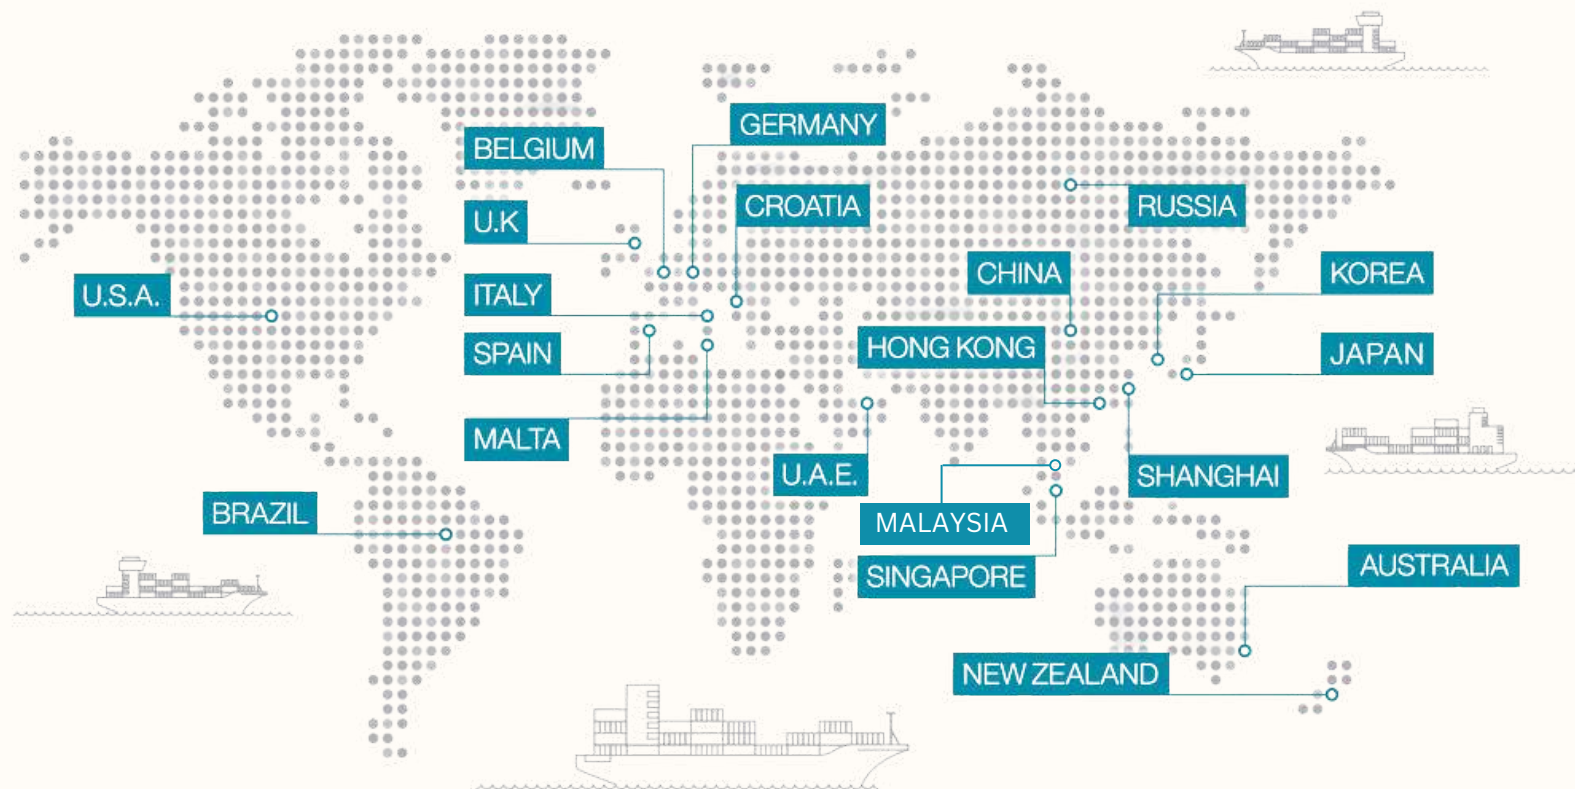 GERMANY
BELGIUM
CROATIA
RUSSIA
U.K
CHINA
KOREA
U.S.A.
ITALY
HONG KONG
JAPAN
SPAIN
MALTA
U.A.E.
SHANGHAI
BRAZIL
MALAYSIA
SINGAPORE
AUSTRALIA
NEW ZEALAND